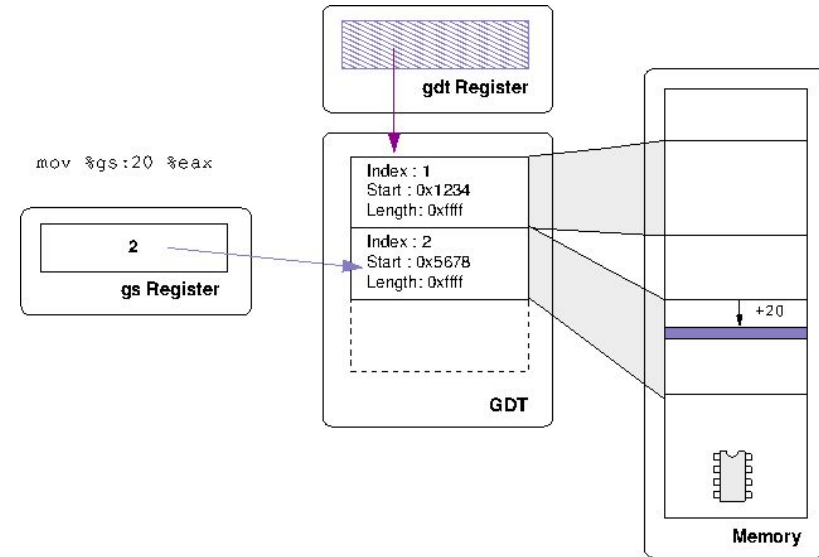 gdt Register
mov %gs:20 %eax
Index : 1
Start : 0x1234
Length: 0xffff
2
Index : 2
Start : 0x5678
Length: 0xffff
gs Register
+20
GDT
Memory